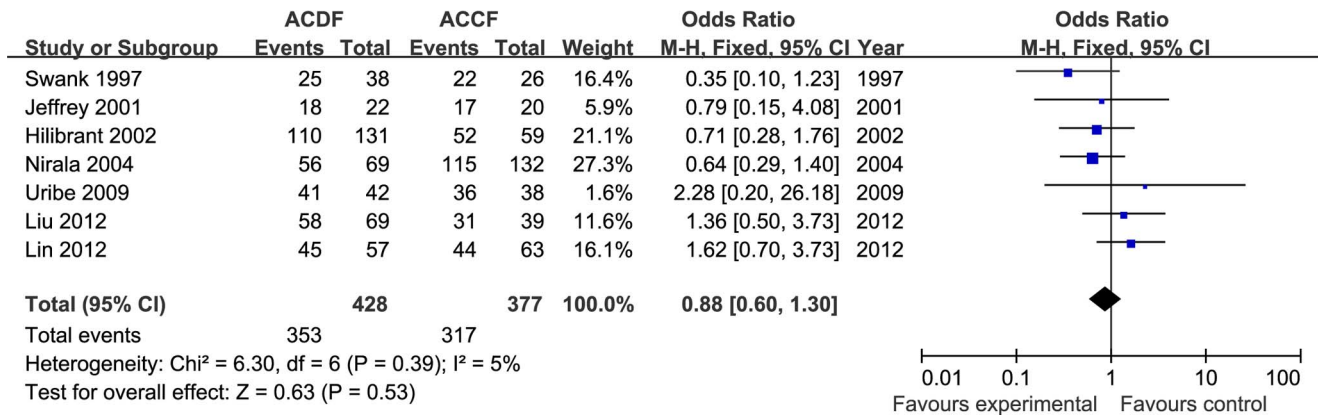 ACDF ACCF Odds Ratio Odds Ratio
Study or Subgroup Events Total Events Total Weight M-H, Fixed, 95% CI Year M-H, Fixed, 95% CI
Swank 1997 25 38 22 26 16.4% 0.35 [0.10, 1.23] 1997
Jeffrey 2001 18 22 17 20 5.9% 0.79 [0.15, 4.08] 2001
Hilibrant 2002 110 131 52 59 21.1% 0.71 [0.28, 1.76] 2002
Nirala 2004 56 69 115 132 27.3% 0.64 [0.29, 1.40] 2004
Uribe 2009 41 42 36 38 1.6% 2.28 [0.20, 26.18] 2009
Liu 2012 58 69 31 39 11.6% 1.36 [0.50, 3.73] 2012
Lin 2012 45 57 44 63 16.1% 1.62 [0.70, 3.73] 2012
Total (95% CI) 428 377 100.0% 0.88 [0.60, 1.30]
Total events 353 317
Heterogeneity: Chi² = 6.30, df = 6 (P = 0.39); I² = 5%
Test for overall effect: Z = 0.63 (P = 0.53)
0.01 0.1 1 10 100
Favours experimental Favours control